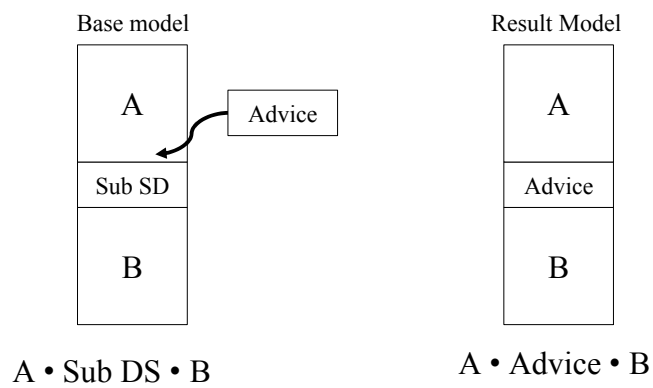 Base model
Result Model
A
Advice
A
Sub SD
Advice
B
B
A • Sub DS • B
A • Advice • B